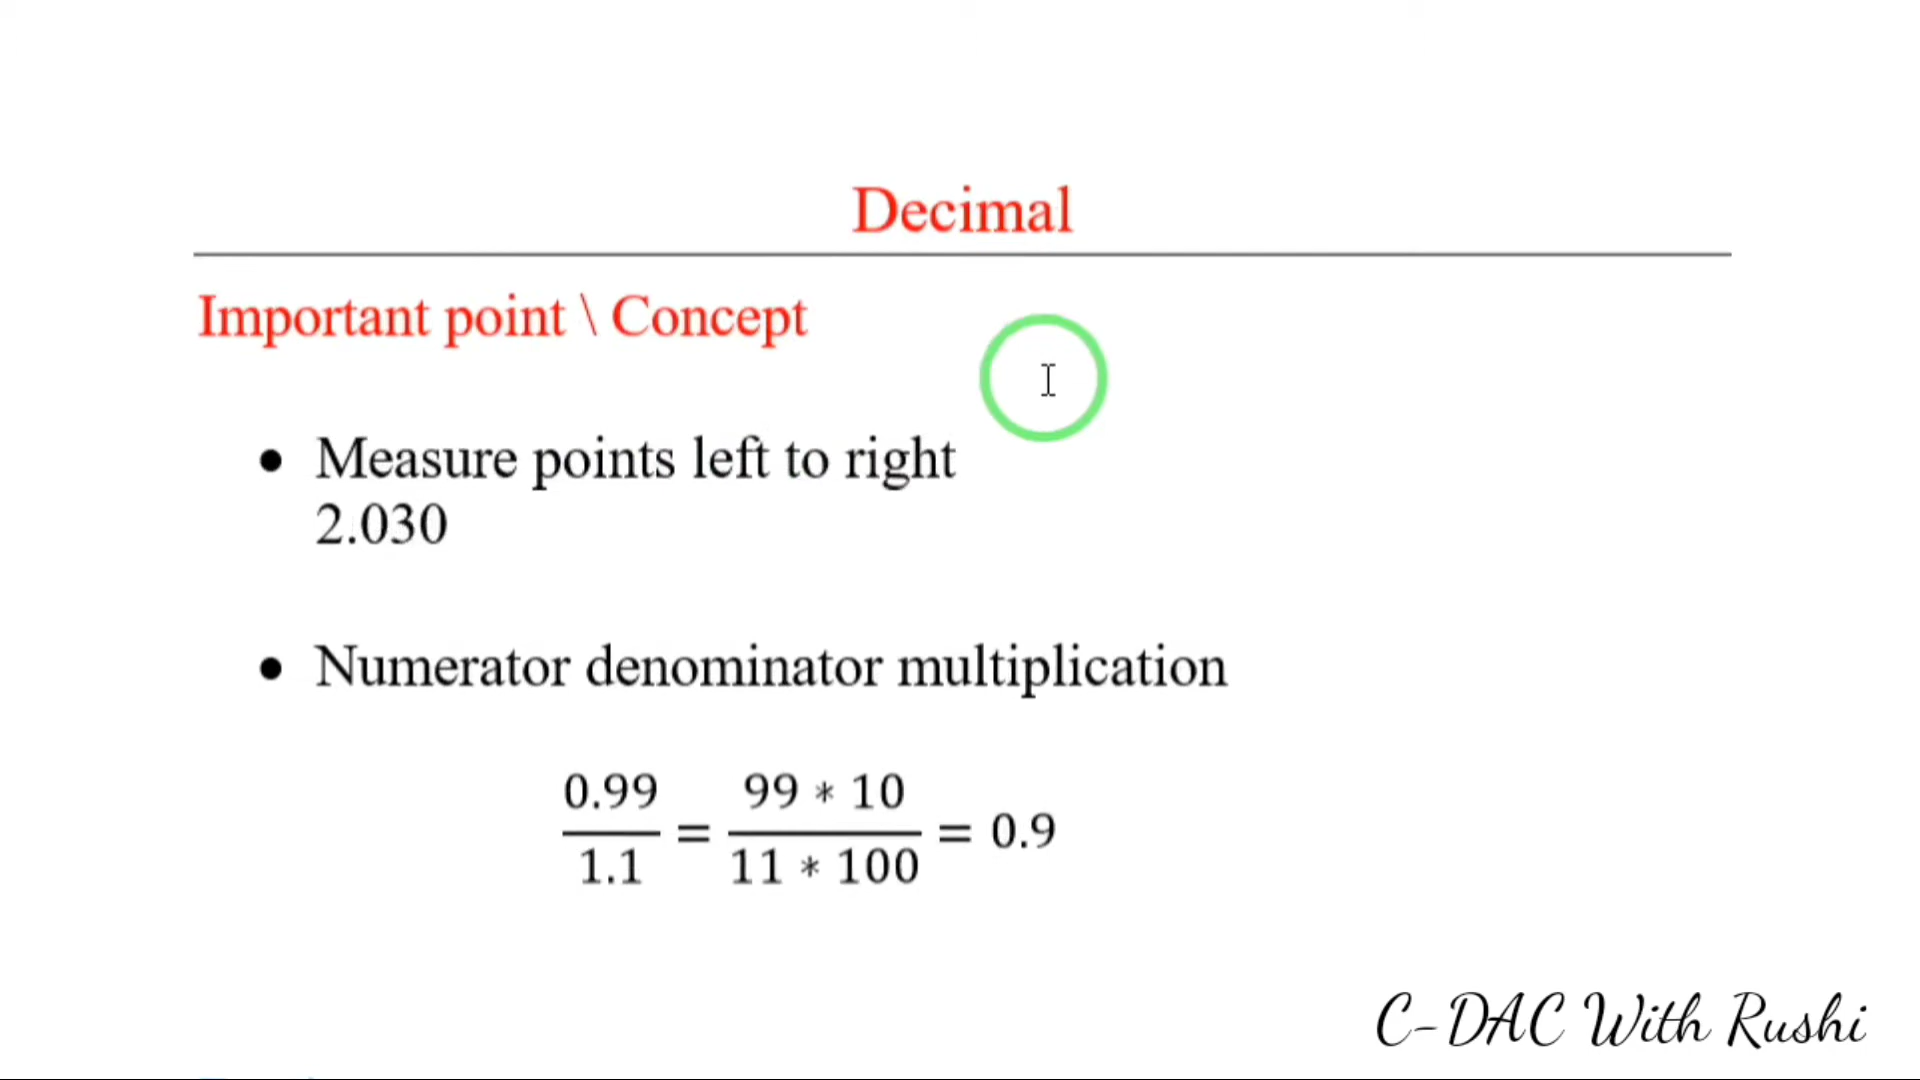 Decimal
Important point \ Concept
● Measure points left to right
2.030
● Numerator denominator multiplication
0.99 / 1.1 = 99 * 10 / 11 * 100 = 0.9
C-DAC With Rushi